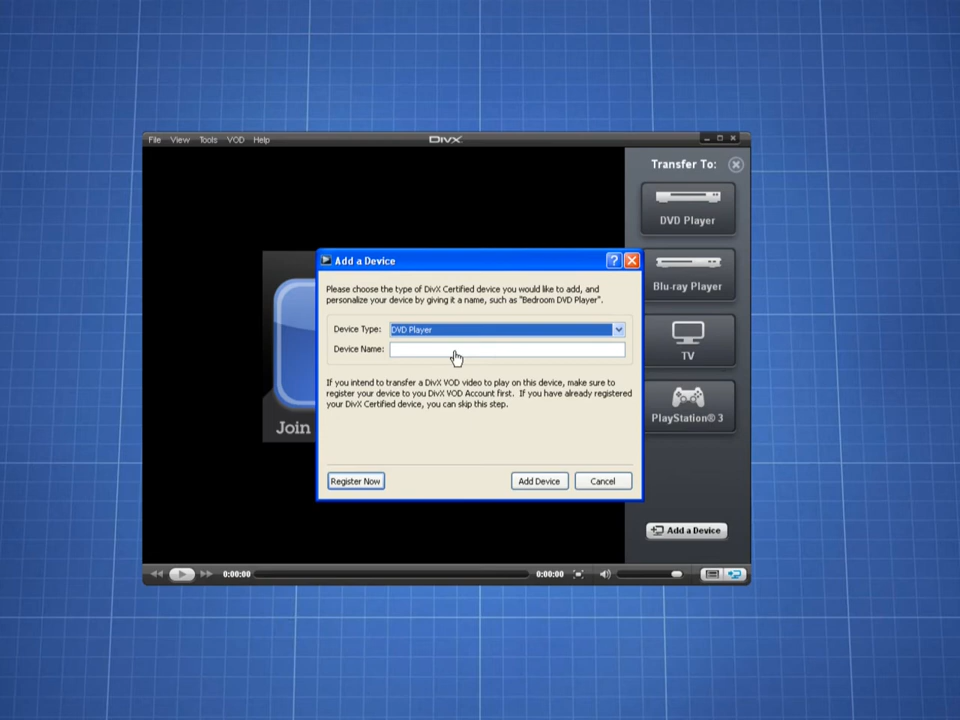 File View Tools VOD Help
DIVX
Transfer To:
DVD Player
Add a Device
Blu-ray Player
Please choose the type of DivX Certified device you would like to add, and
personalize your device by giving it a name, such as "Bedroom DVD Player".
Device Type: DVD Player
Device Name:
TV
If you intend to transfer a DivX VOD video to play on this device, make sure to
register your device to you DivX VOD Account first. If you have already registered
your DivX Certified device, you can skip this step.
PlayStation® 3
Join
Register Now
Add Device
Cancel
Add a Device
0:00:00
0:00:00